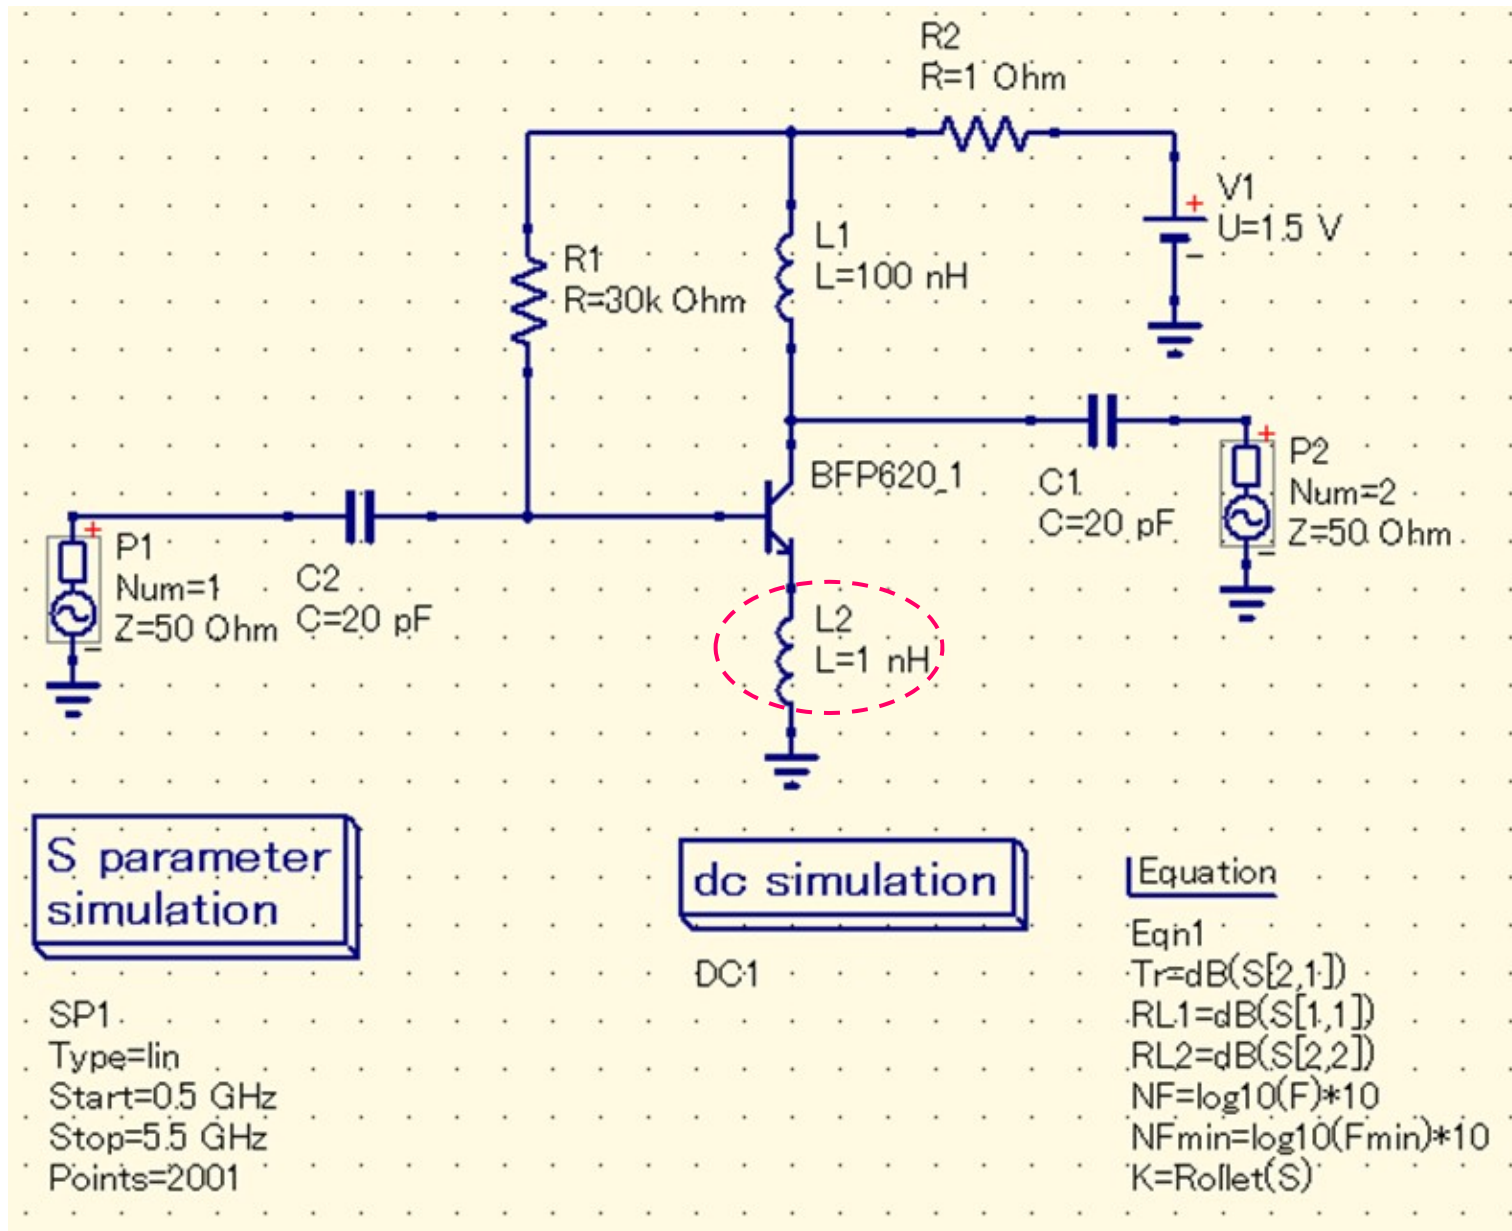 R2
R=1 Ohm
V1
U=1.5 V
L1
L=100 nH
R1
R=30k Ohm
BFP620_1
C1
C=20 pF
P2
Num=2
Z=50 Ohm
P1
Num=1
Z=50 Ohm
C2
C=20 pF
L2
L=1 nH
S parameter
simulation
dc simulation
Equation
DC1
SP1
Type=lin
Start=0.5 GHz
Stop=5.5 GHz
Points=2001
Eqn1
Tr=dB(S[2,1])
RL1=dB(S[1,1])
RL2=dB(S[2,2])
NF=log10(F)*10
NFmin=log10(Fmin)*10
K=Rollet(S)